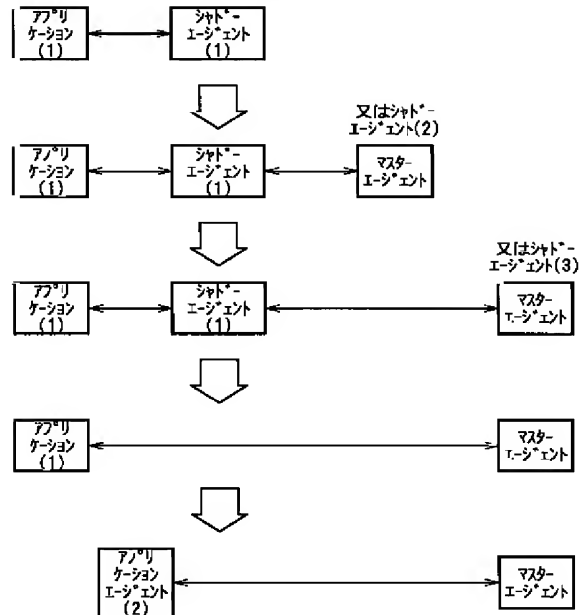 アプリ
ケーション
(1)
シャドー
エージェント
(1)
又はシャドー
エージェント(2)
アプリ
ケーション
(1)
シャドー
エージェント
(1)
マスター
エージェント
又はシャドー
エージェント(3)
アプリ
ケーション
(1)
シャドー
エージェント
(1)
マスター
エージェント
アプリ
ケーション
(1)
マスター
エージェント
アプリ
ケーション
エージェント
(2)
マスター
エージェント